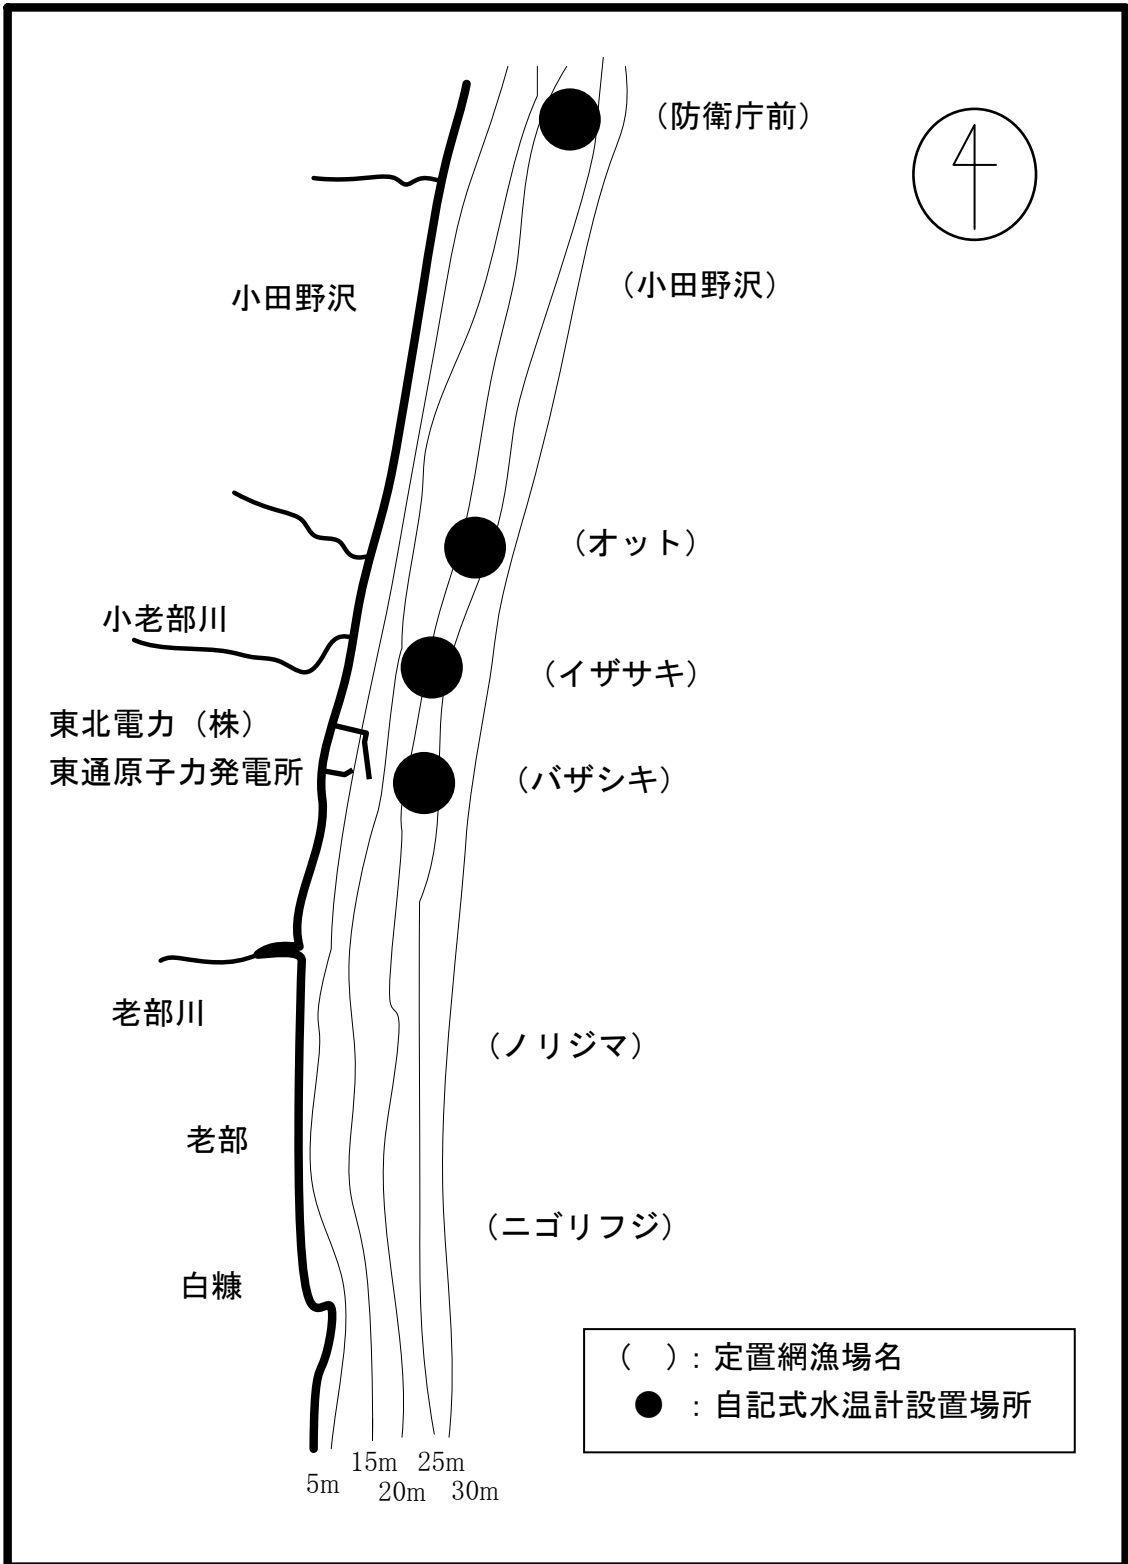 （防衛庁前）
小田野沢
（小田野沢）
（オット）
小老部川
（イザサキ）
東北電力（株）
東通原子力発電所
（バザシキ）
老部川
（ノリジマ）
老部
（ニゴリフジ）
白糠
（　）：定置網漁場名
●：自記式水温計設置場所
5m
15m
20m
25m
30m